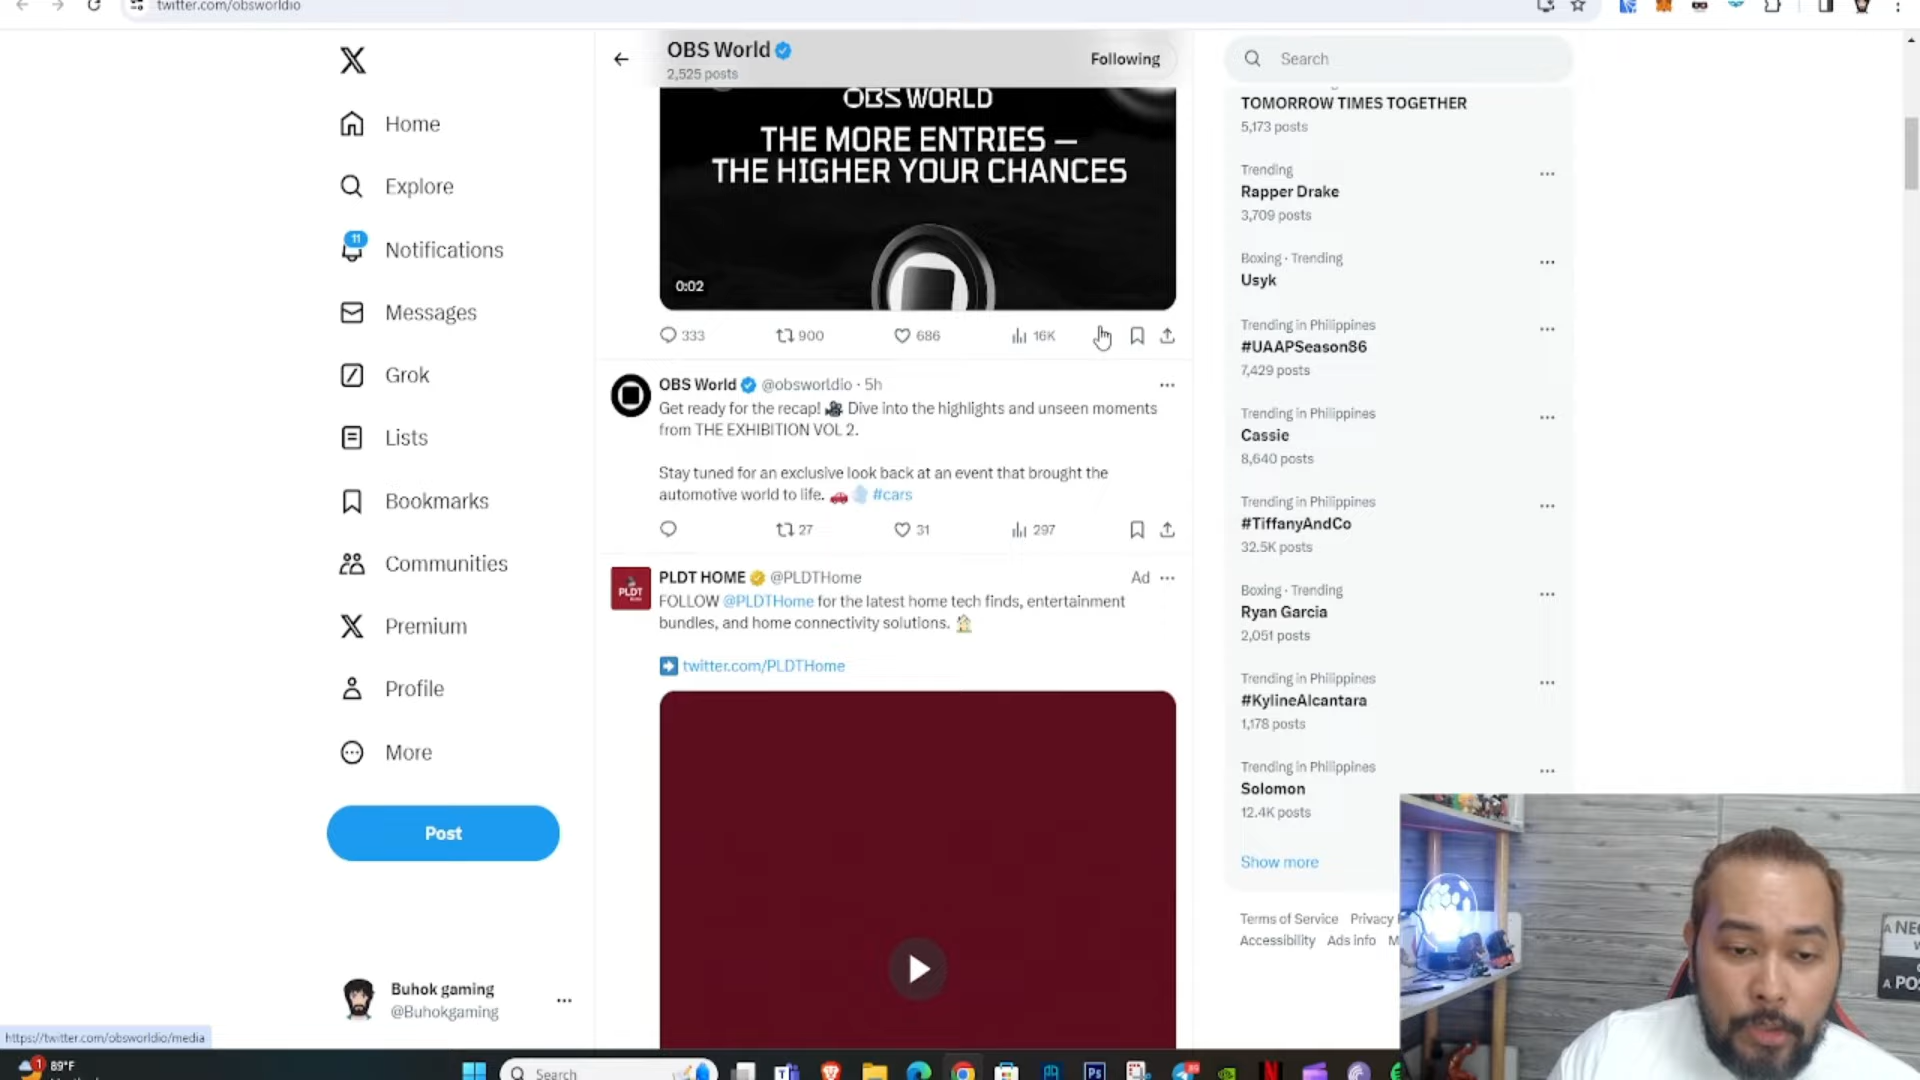 twitter.com/obsworldio
Home
Explore
11
Notifications
Messages
Grok
Lists
Bookmarks
Communities
Premium
Profile
More
Post
Buhok gaming
@Buhokgaming
https://twitter.com/obsworldio/media
OBS World
2,525 posts
Following
OBS WORLD
THE MORE ENTRIES —
THE HIGHER YOUR CHANCES
0:02
333 900 686 16K
OBS World @obsworldio · 5h
Get ready for the recap! 🎥 Dive into the highlights and unseen moments
from THE EXHIBITION VOL 2.
Stay tuned for an exclusive look back at an event that brought the
automotive world to life. 🚗💨 #cars
27 31 297
PLDT HOME @PLDTHome Ad
PLDT
FOLLOW @PLDTHome for the latest home tech finds, entertainment
bundles, and home connectivity solutions. 🏠
➡️ twitter.com/PLDTHome
Search
TOMORROW TIMES TOGETHER
5,173 posts
Trending
Rapper Drake
3,709 posts
Boxing · Trending
Usyk
Trending in Philippines
#UAAPSeason86
7,429 posts
Trending in Philippines
Cassie
8,640 posts
Trending in Philippines
#TiffanyAndCo
32.5K posts
Boxing · Trending
Ryan Garcia
2,051 posts
Trending in Philippines
#KylineAlcantara
1,178 posts
Trending in Philippines
Solomon
12.4K posts
Show more
Terms of Service Privacy
Accessibility Ads info M
A NE
A PO
1 89°F
Search
Ps